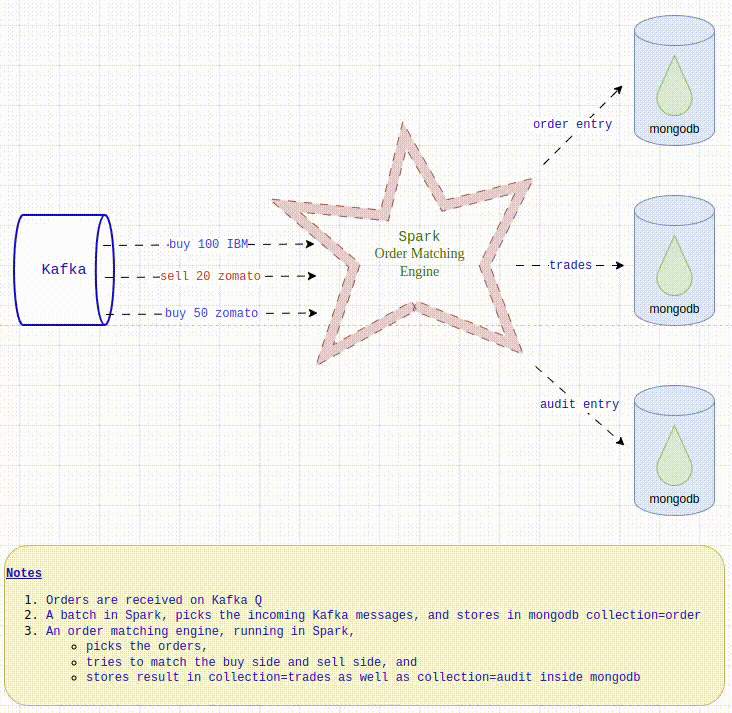 mongodb
order entry
Kafka
buy 100 IBM
sell 20 zomato
buy 50 zomato
Spark
Order Matching
Engine
trades
mongodb
audit entry
mongodb
Notes
1. Orders are received on Kafka Q
2. A batch in Spark, picks the incoming Kafka messages, and stores in mongodb collection=order
3. An order matching engine, running in Spark,
picks the orders,
tries to match the buy side and sell side, and
stores result in collection=trades as well as collection=audit inside mongodb